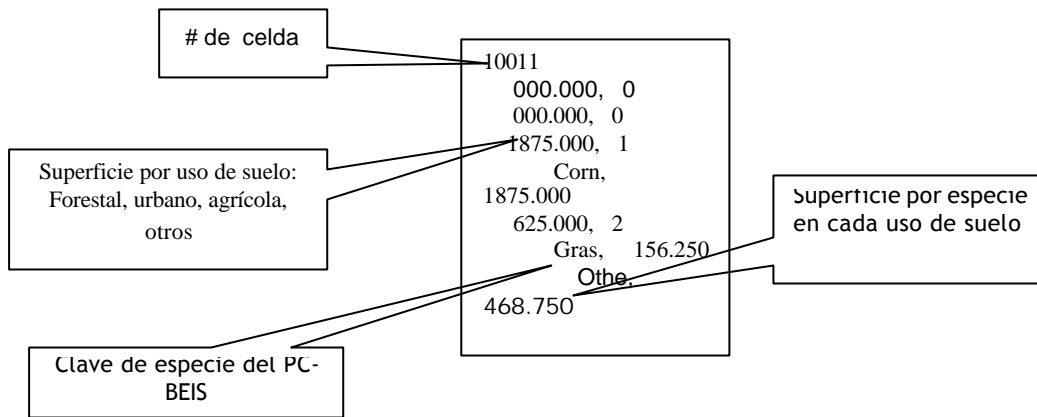 # de celda
10011
000.000, 0
000.000, 0
1875.000, 1
Corn,
1875.000
625.000, 2
Gras, 156.250
Othe,
468.750
Superficie por uso de suelo:
Forestal, urbano, agrícola,
otros
Superficie por especie
en cada uso de suelo
Clave de especie del PC-
BEIS